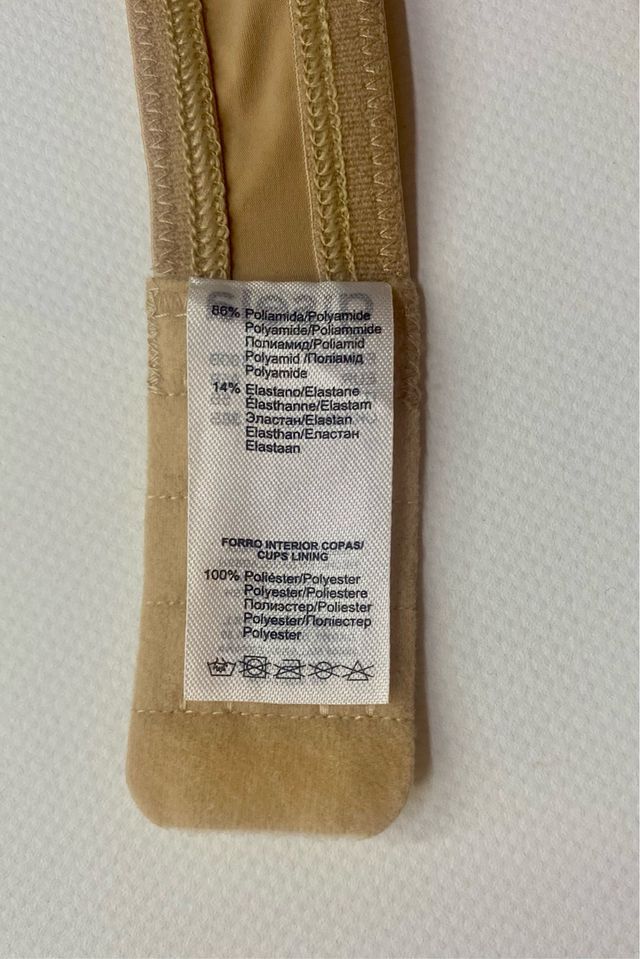 86% Poliamida/Polyamide
Polyamide/Poliammide
Полиамид/Poliamid
Polyamid /Поліамід
Polyamide
14% Elastano/Elastane
Élasthanne/Elastam
Эластан/Elastan
Elasthan/Еластан
Elastaan
FORRO INTERIOR COPAS/
CUPS LINING
100% Poliéster/Polyester
Polyester/Poliestere
Полиэстер/Poliester
Polyester/Поліестер
Polyester